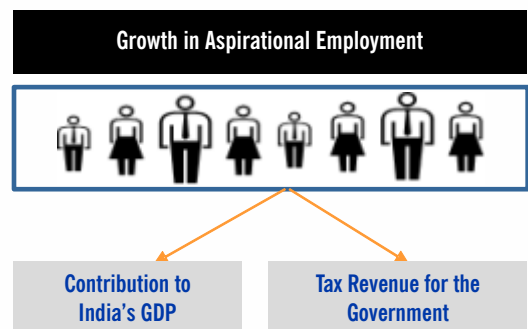 Growth in Aspirational Employment
Contribution to
India's GDP
Tax Revenue for the
Government